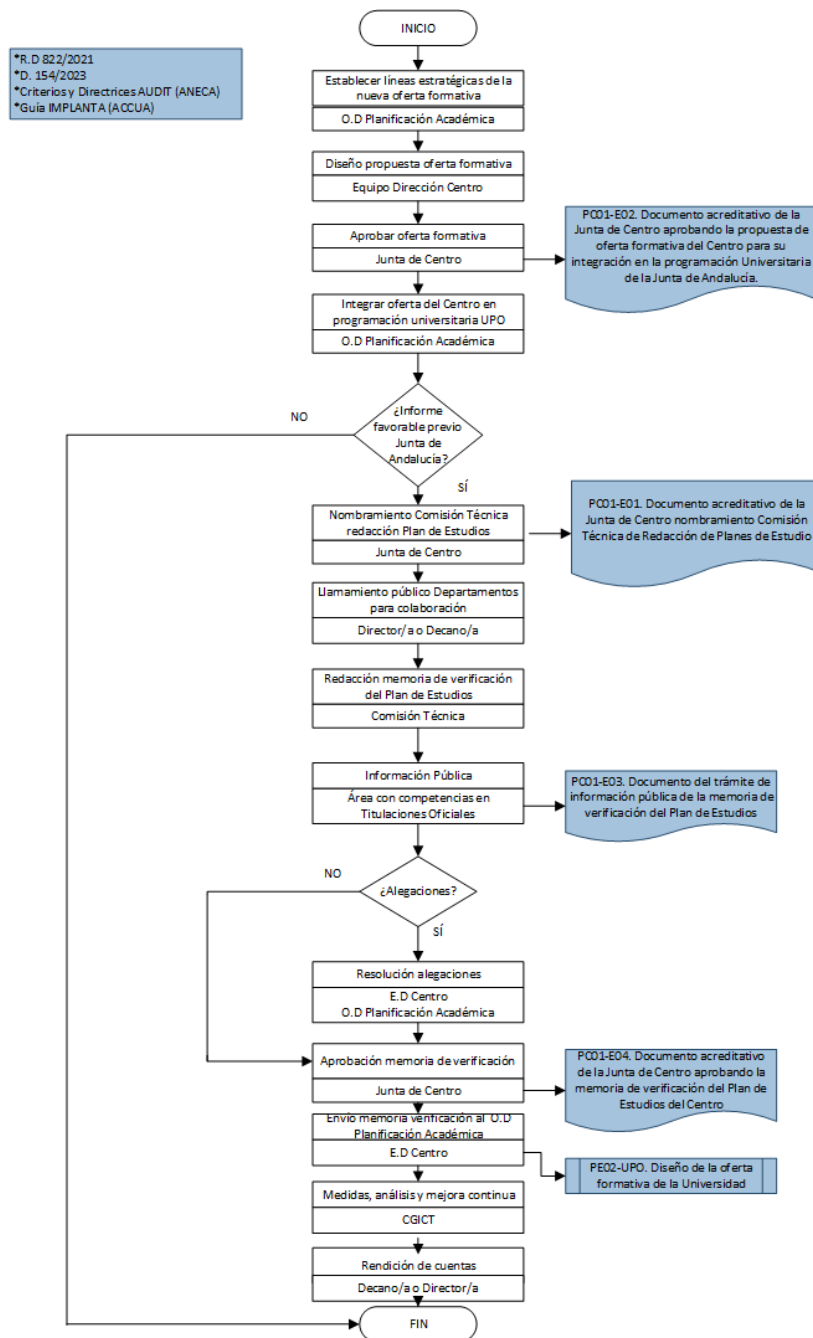 INICIO
*R.D 822/2021
*D. 154/2023
*Criterios y Directrices AUDIT (ANECA)
*Guía IMPLANTA (ACCUA)
Establecer líneas estratégicas de la
nueva oferta formativa
O.D Planificación Académica
Diseño propuesta oferta formativa
Equipo Dirección Centro
Aprobar oferta formativa
Junta de Centro
PC01-E02. Documento acreditativo de la
Junta de Centro aprobando la propuesta de
oferta formativa del Centro para su
integración en la programación Universitaria
de la Junta de Andalucía.
Integrar oferta del Centro en
programación universitaria UPO
O.D Planificación Académica
¿Informe
favorable previo
Junta de
Andalucía?
NO
SÍ
Nombramiento Comisión Técnica
redacción Plan de Estudios
Junta de Centro
PC01-E01. Documento acreditativo de la
Junta de Centro nombramiento Comisión
Técnica de Redacción de Planes de Estudio
Llamamiento público Departamentos
para colaboración
Director/a o Decano/a
Redacción memoria de verificación
del Plan de Estudios
Comisión Técnica
Información Pública
Área con competencias en
Titulaciones Oficiales
PC01-E03. Documento del trámite de
información pública de la memoria de
verificación del Plan de Estudios
NO
¿Alegaciones?
SÍ
Resolución alegaciones
E.D Centro
O.D Planificación Académica
Aprobación memoria de verificación
Junta de Centro
PC01-E04. Documento acreditativo
de la Junta de Centro aprobando la
memoria de verificación del Plan de
Estudios del Centro
Envío memoria verificación al O.D
Planificación Académica
E.D Centro
PE02-UPO. Diseño de la oferta
formativa de la Universidad
Medidas, análisis y mejora continua
CGICT
Rendición de cuentas
Decano/a o Director/a
FIN